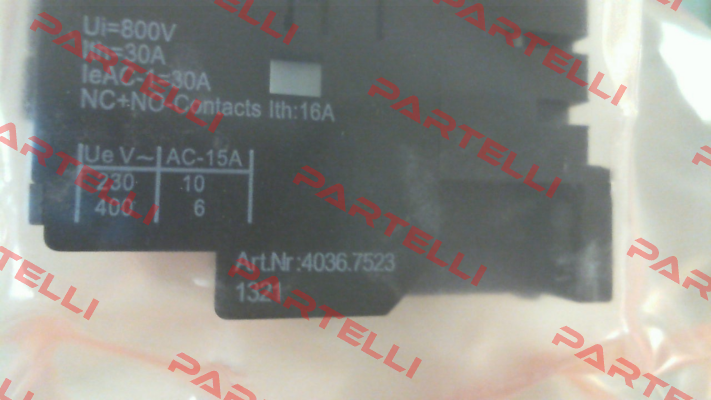 Ui=800V
Ith=30A
IeAC-1=30A
NC+NO-Contacts Ith:16A
Ue V~ AC-15A
230 10
400 6
Art.Nr:4036.7523
1321
PARTELLI
PARTELLI
PARTELLI
PARTELLI
PARTELLI
PARTELLI
PARTELLI
PARTELLI
PARTELLI